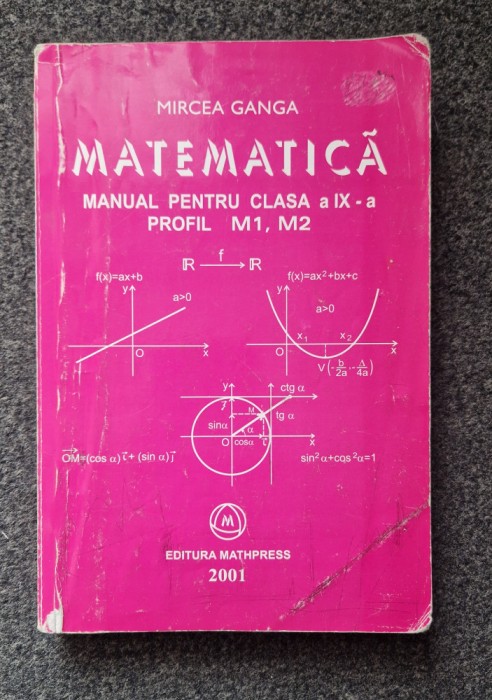 MIRCEA GANGA
MATEMATICĂ
MANUAL PENTRU CLASA a IX - a
PROFIL M1, M2
ℝ f ℝ
f(x)=ax+b
y
a>0
O
x
f(x)=ax²+bx+c
y
a>0
x₁ x₂
O
x
V(-b/2a, -Δ/4a)
y
ctg α
j⃗
M
tg α
sinα
α
O
cosα
i⃗
x
OM⃗=(cos α) i⃗ + (sin α) j⃗
sin²α+cos²α=1
M
EDITURA MATHPRESS
2001